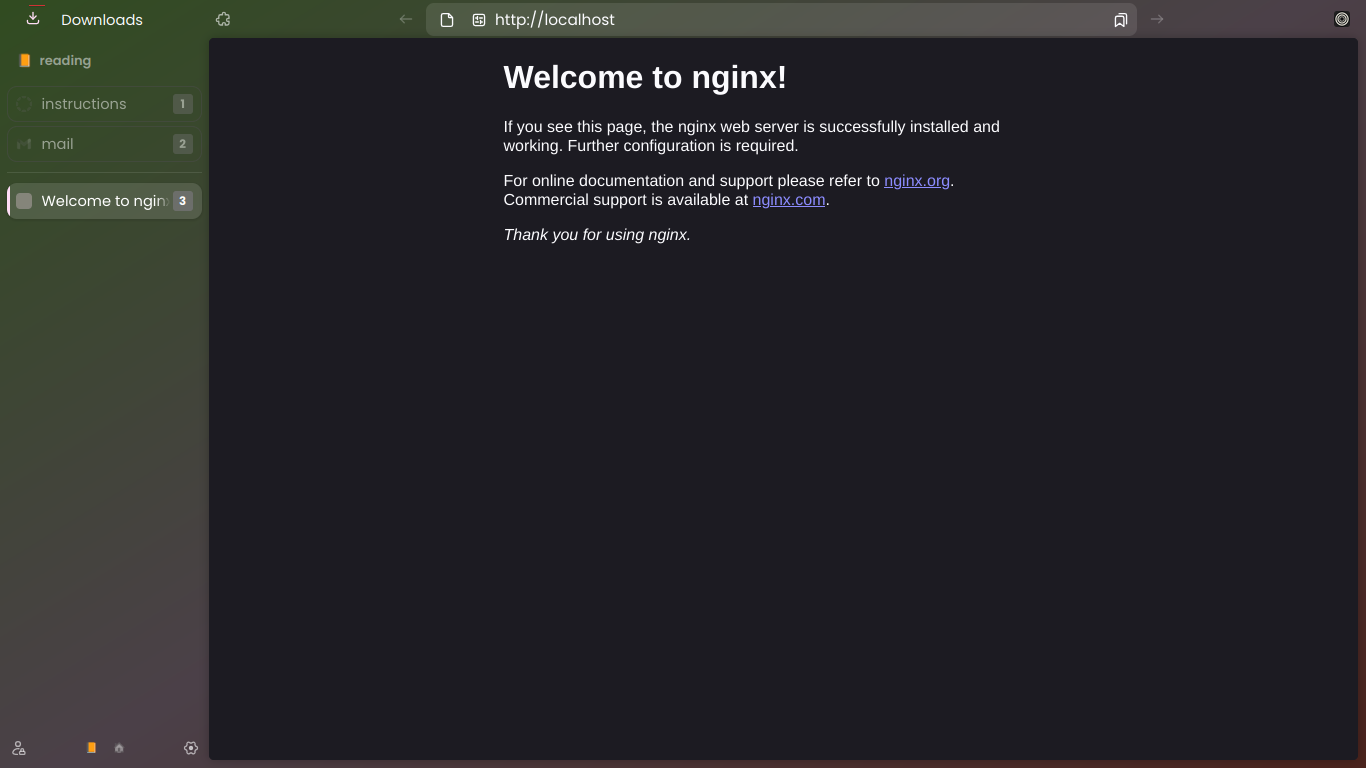 Downloads
http://localhost
reading
instructions 1
mail 2
Welcome to ngin 3
Welcome to nginx!
If you see this page, the nginx web server is successfully installed and
working. Further configuration is required.
For online documentation and support please refer to nginx.org.
Commercial support is available at nginx.com.
Thank you for using nginx.